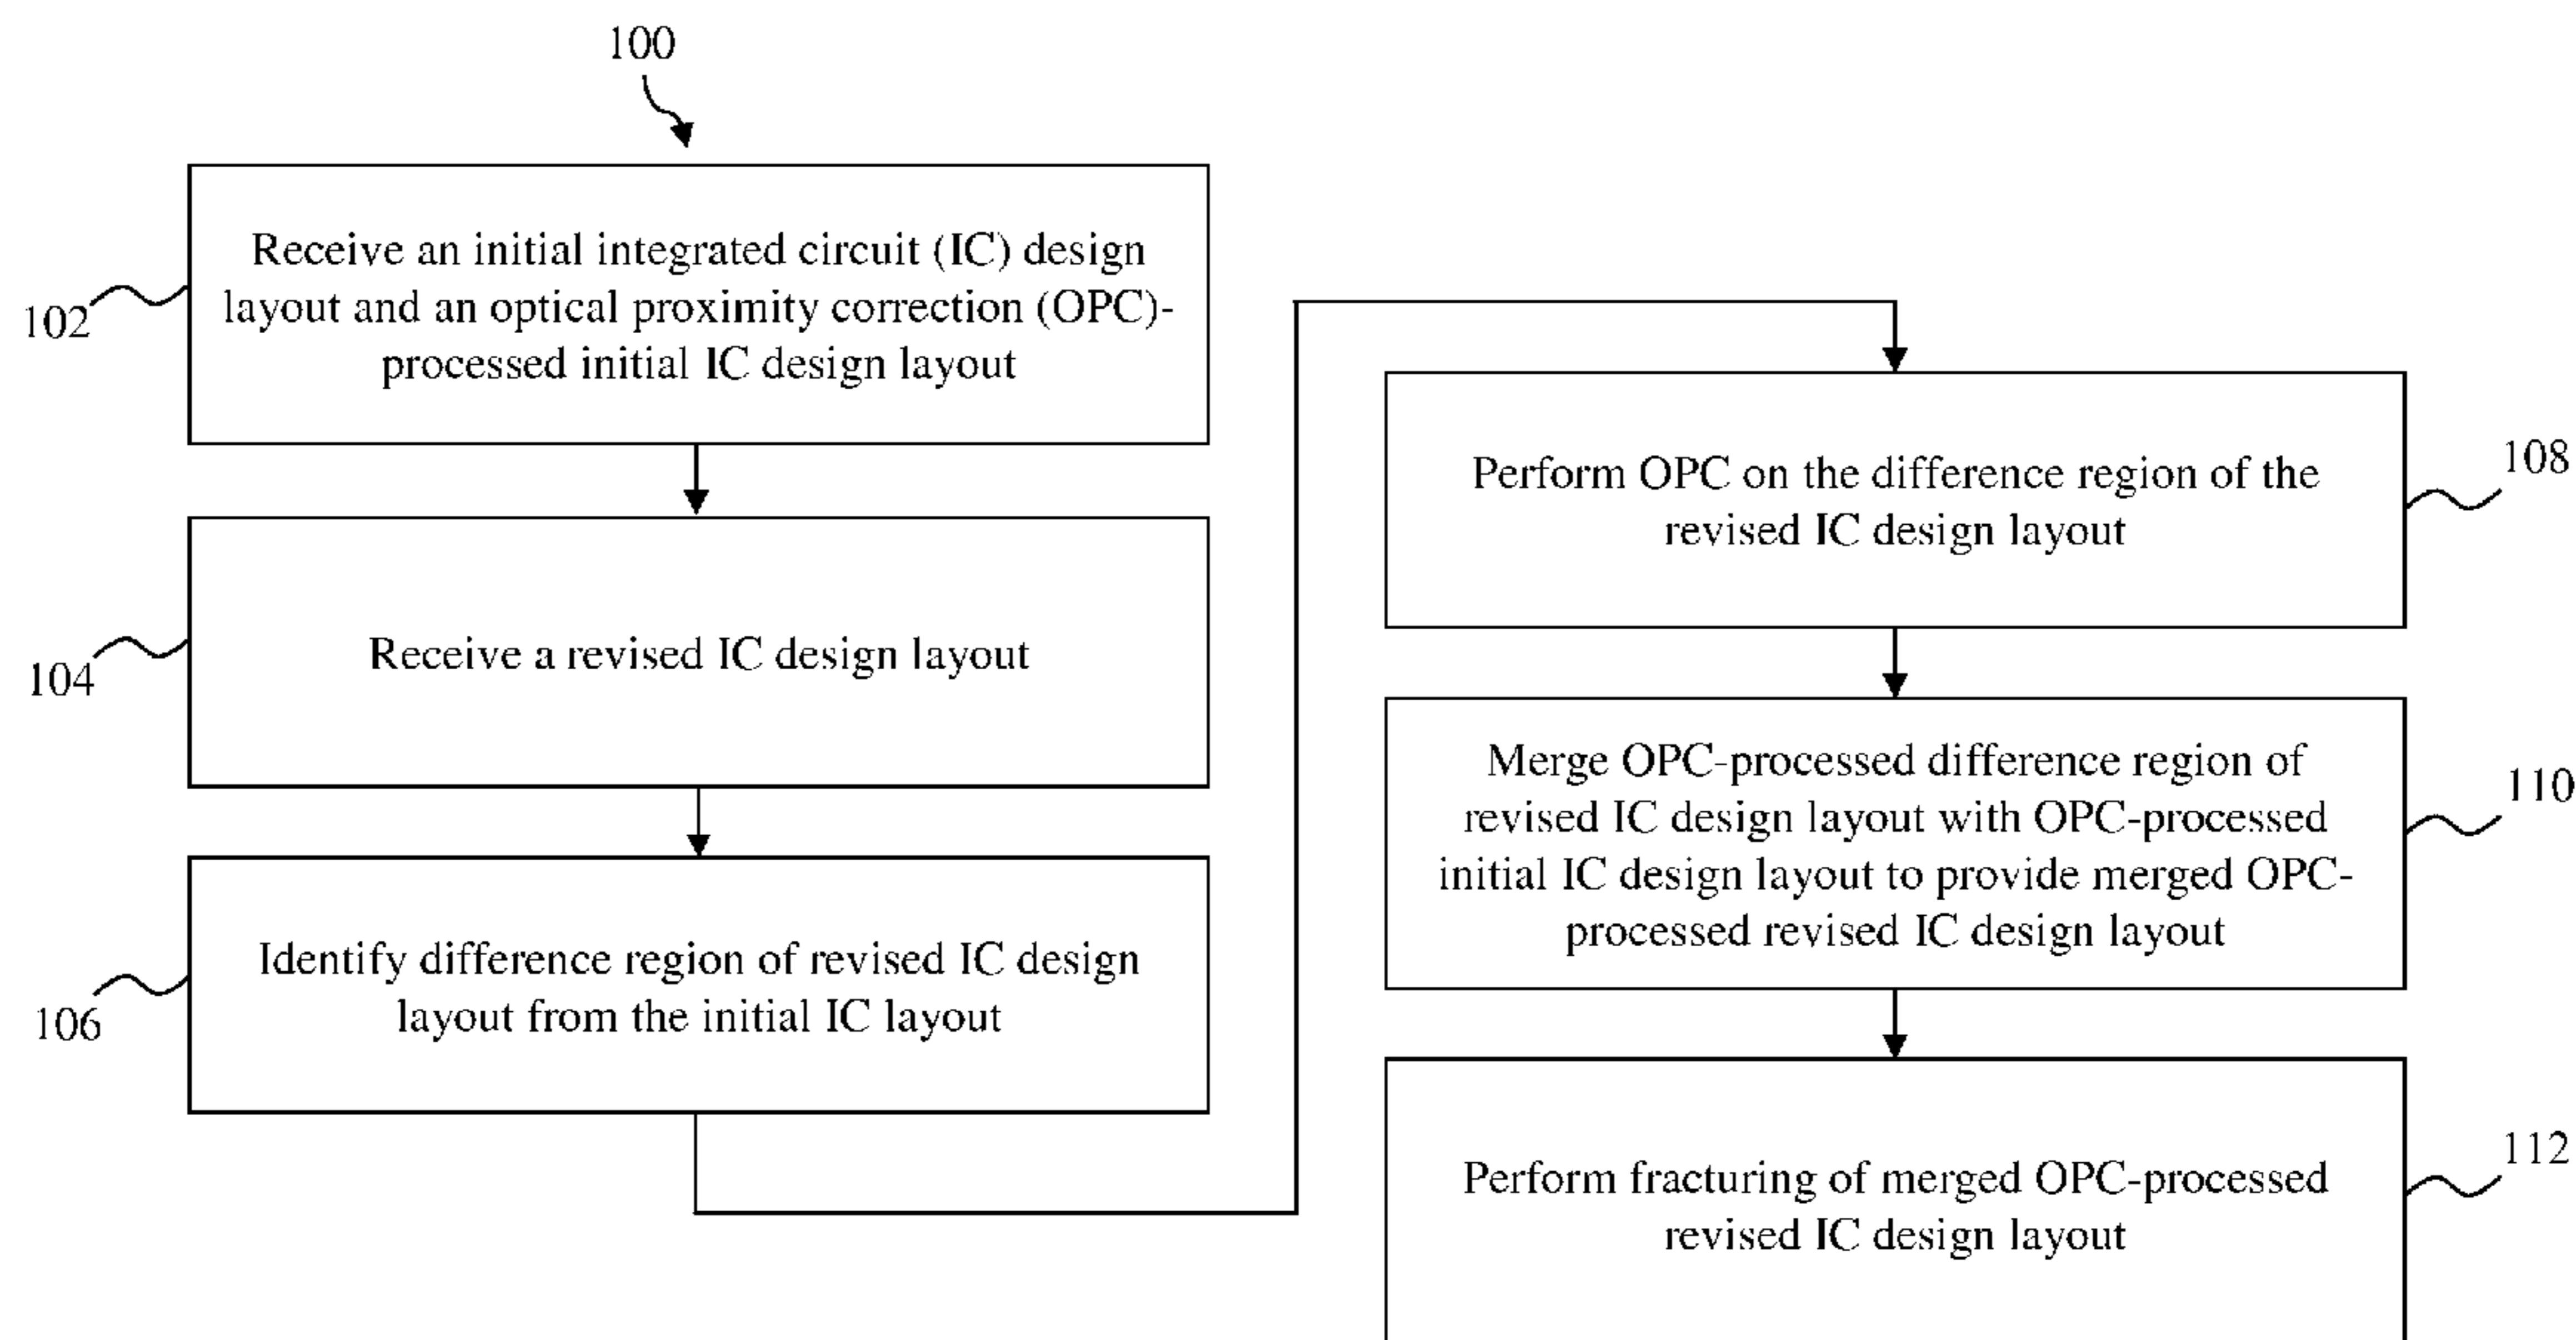 100
102
Receive an initial integrated circuit (IC) design
layout and an optical proximity correction (OPC)-
processed initial IC design layout
104
Receive a revised IC design layout
106
Identify difference region of revised IC design
layout from the initial IC layout
108
Perform OPC on the difference region of the
revised IC design layout
110
Merge OPC-processed difference region of
revised IC design layout with OPC-processed
initial IC design layout to provide merged OPC-
processed revised IC design layout
112
Perform fracturing of merged OPC-processed
revised IC design layout